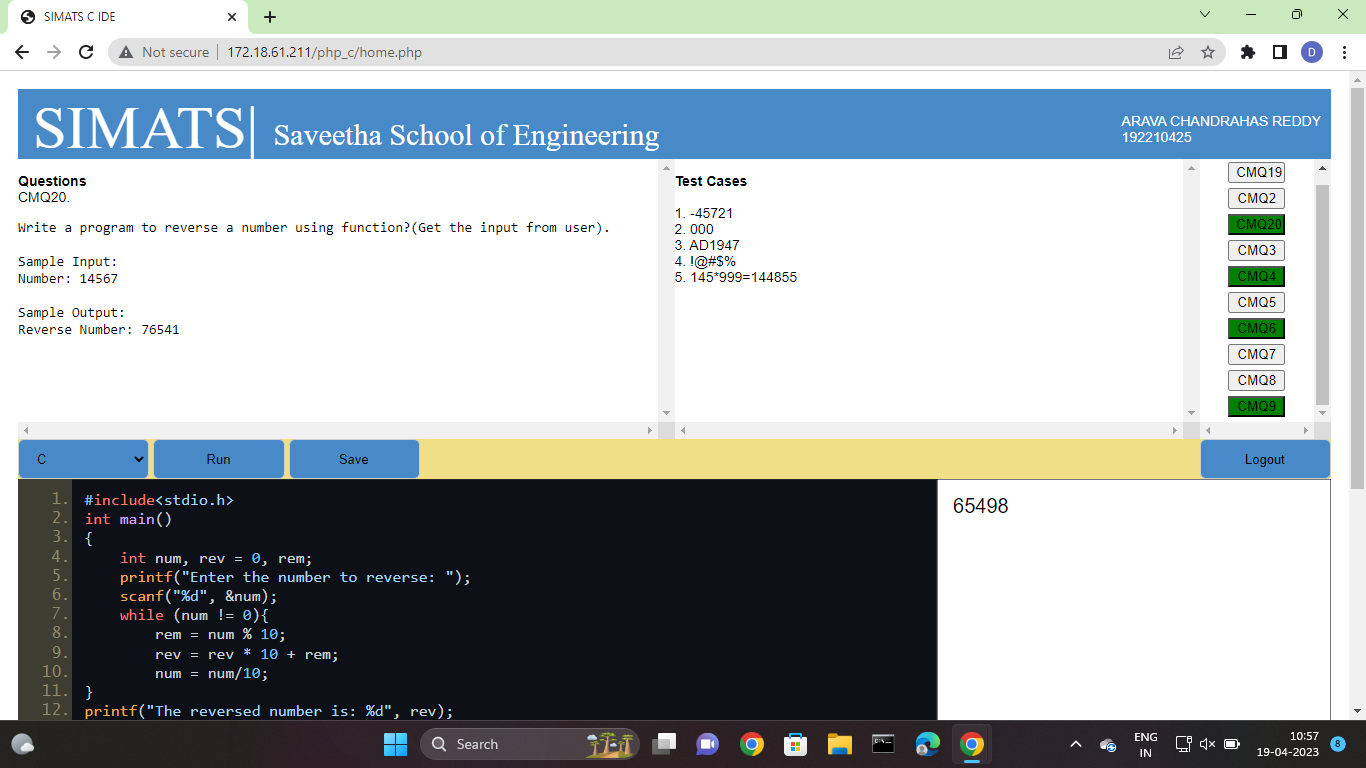 SIMATS C IDE
Not secure | 172.18.61.211/php_c/home.php
D
SIMATS| Saveetha School of Engineering
ARAVA CHANDRAHAS REDDY
192210425
Questions
CMQ20.
Write a program to reverse a number using function?(Get the input from user).
Sample Input:
Number: 14567
Sample Output:
Reverse Number: 76541
Test Cases
1. -45721
2. 000
3. AD1947
4. !@#$%
5. 145*999=144855
CMQ19
CMQ2
CMQ20
CMQ3
CMQ4
CMQ5
CMQ6
CMQ7
CMQ8
CMQ9
C
Run
Save
Logout
1. #include<stdio.h>
2. int main()
3. {
4. int num, rev = 0, rem;
5. printf("Enter the number to reverse: ");
6. scanf("%d", &num);
7. while (num != 0){
8. rem = num % 10;
9. rev = rev * 10 + rem;
10. num = num/10;
11. }
12. printf("The reversed number is: %d", rev);
65498
Search
ENG
IN
10:57
19-04-2023
8